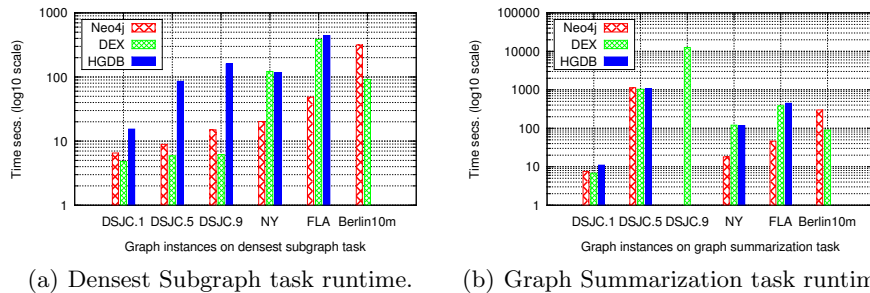 1000
100
10
1
Time secs. (log10 scale)
Neo4j
DEX
HGDB
DSJC.1 DSJC.5 DSJC.9 NY FLA Berlin10m
Graph instances on densest subgraph task
(a) Densest Subgraph task runtime.
100000
10000
1000
100
10
1
Time secs. (log10 scale)
Neo4j
DEX
HGDB
DSJC.1 DSJC.5 DSJC.9 NY FLA Berlin10m
Graph instances on graph summarization task
(b) Graph Summarization task runtim